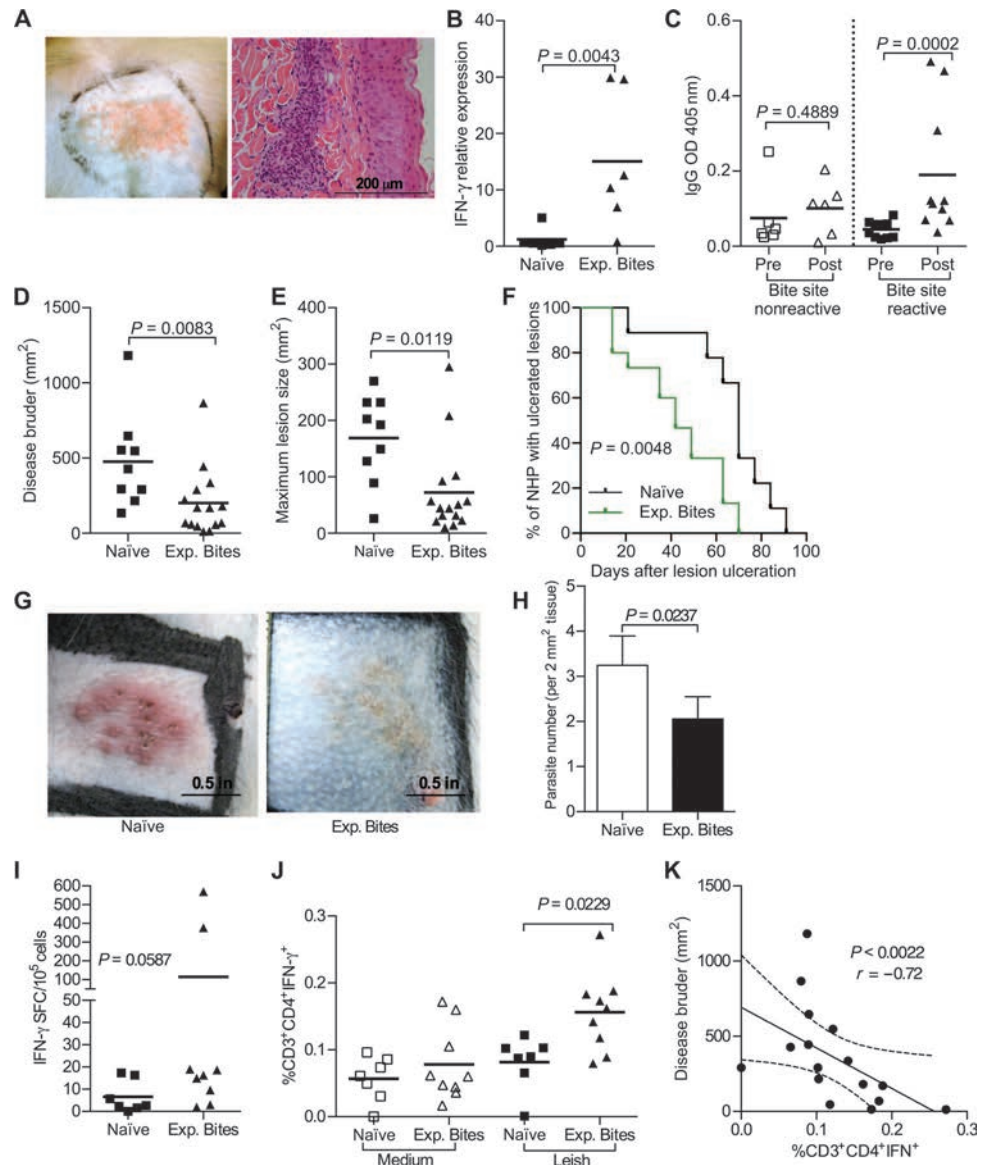 A
200 μm
B
IFN-γ relative expression
40
30
20
10
0
P = 0.0043
Naïve
Exp. Bites
C
IgG OD 405 nm
0.6
0.4
0.2
0.0
P = 0.4889
P = 0.0002
Pre
Post
Pre
Post
Bite site
nonreactive
Bite site
reactive
D
Disease bruder (mm²)
1500
1000
500
0
P = 0.0083
Naïve
Exp. Bites
E
Maximum lesion size (mm²)
400
300
200
100
0
P = 0.0119
Naïve
Exp. Bites
F
% of NHP with ulcerated lesions
100
80
60
40
20
0
P = 0.0048
Naïve
Exp. Bites
0
20
40
60
80
100
Days after lesion ulceration
G
0.5 in
Naïve
0.5 in
Exp. Bites
H
Parasite number (per 2 mm² tissue)
5
4
3
2
1
0
P = 0.0237
Naïve
Exp. Bites
I
IFN-γ SFC/10⁵ cells
600
500
400
300
200
100
50
40
30
20
10
0
P = 0.0587
Naïve
Exp. Bites
J
%CD3⁺CD4⁺IFN-γ⁺
0.3
0.2
0.1
0.0
P = 0.0229
Naïve
Exp. Bites
Naïve
Exp. Bites
Medium
Leish
K
Disease bruder (mm²)
1500
1000
500
0
P < 0.0022
r = −0.72
0.0
0.1
0.2
0.3
%CD3⁺CD4⁺IFN⁺